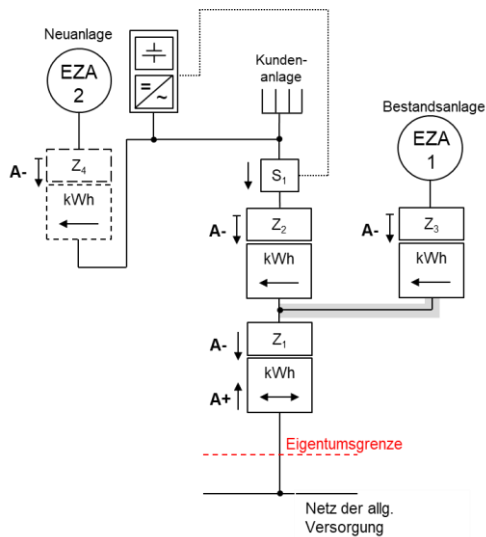 Neuanlage
EZA
2
=
~
Kunden-
anlage
Bestandsanlage
EZA
1
A-
Z4
kWh
S1
A-
Z2
kWh
A-
Z3
kWh
A-
Z1
A+
kWh
Eigentumsgrenze
Netz der allg.
Versorgung